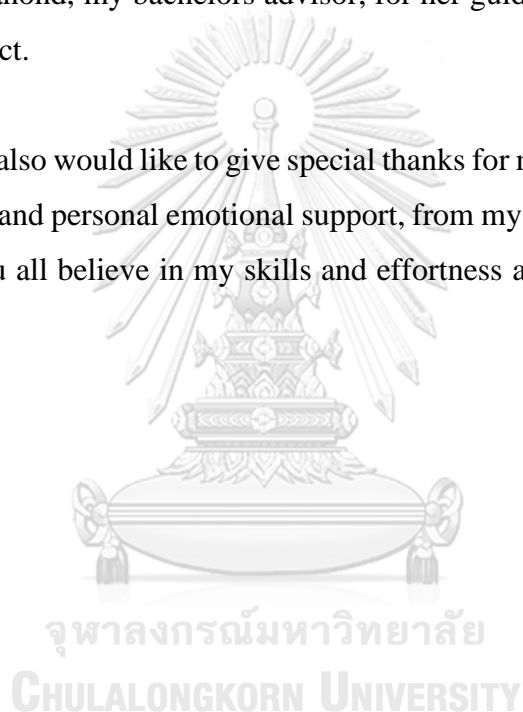 my bachelors advisor, for her
ct.
also would like to give special thanks for
and personal emotional support, from my
all believe in my skills and effortness
จุฬาลงกรณ์มหาวิทยาลัย
CHULALONGKORN UNIVERSITY